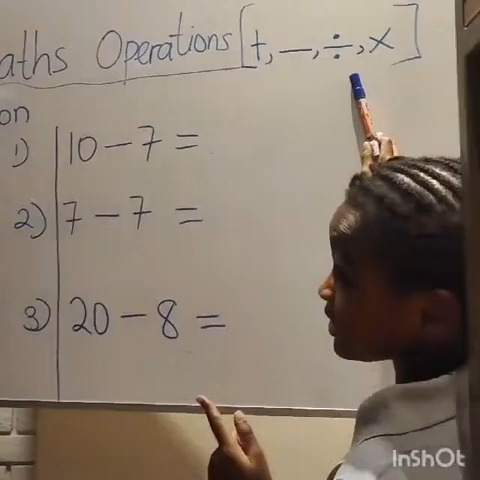 aths Operations [+, –, ÷, ×]
on
1) 10 – 7 =
2) 7 – 7 =
3) 20 – 8 =
InShOt